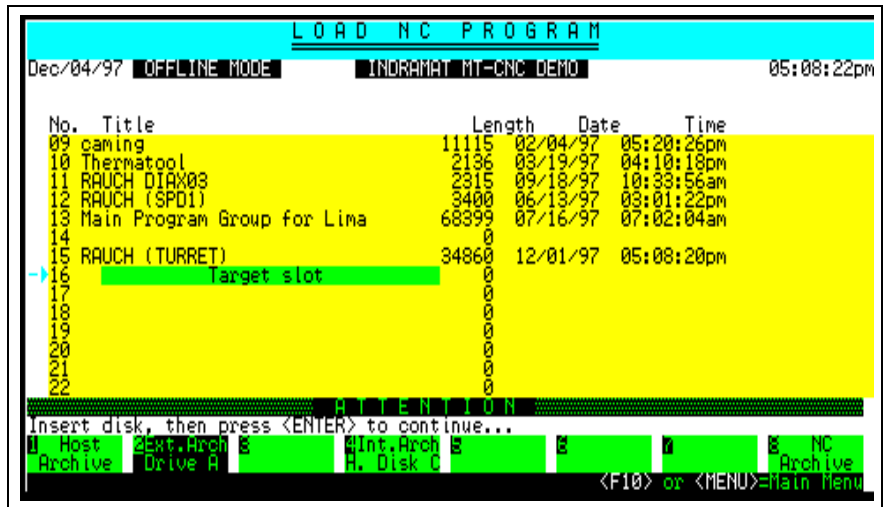 LOAD NC PROGRAM
Dec/04/97 OFFLINE MODE INDRAMAT MT-CNC DEMO 05:08:22pm
No. Title Length Date Time
09 caming 11115 02/04/97 05:20:26pm
10 Thermatool 2136 03/19/97 04:10:18pm
11 RAUCH DIAX03 2315 09/18/97 10:33:56am
12 RAUCH (SPD1) 3400 06/13/97 03:01:22pm
13 Main Program Group for Lima 68399 07/16/97 07:02:04am
14 0
15 RAUCH (TURRET) 34860 12/01/97 05:08:20pm
16 Target slot 0
17 0
18 0
19 0
20 0
21 0
22 0
ATTENTION
Insert disk, then press <ENTER> to continue...
1 Host 2Ext.Arch 3 4Int.Arch 5 6 7 8 NC
Archive Drive A H. Disk C Archive
<F10> or <MENU>=Main Menu